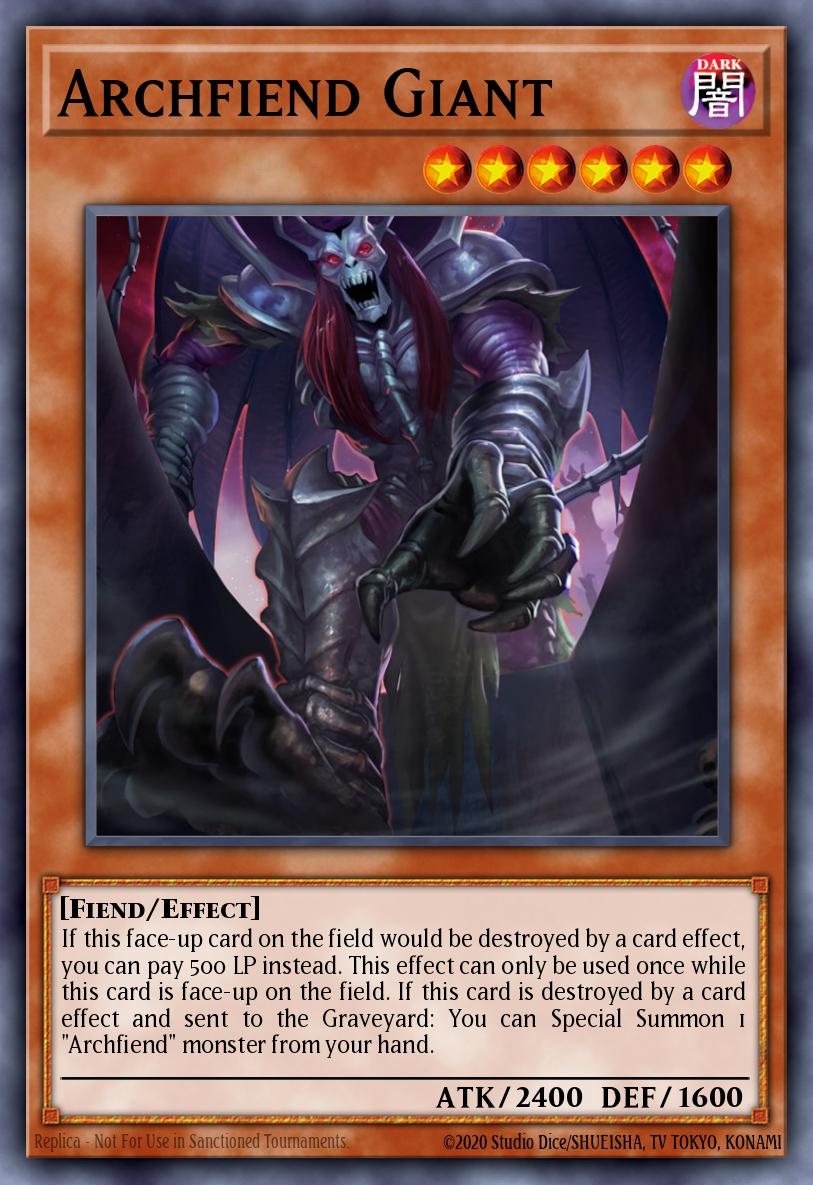 Archfiend Giant
DARK
闇
[Fiend/Effect]
If this face-up card on the field would be destroyed by a card effect,
you can pay 500 LP instead. This effect can only be used once while
this card is face-up on the field. If this card is destroyed by a card
effect and sent to the Graveyard: You can Special Summon 1
"Archfiend" monster from your hand.
ATK/2400 DEF/1600
Replica - Not For Use in Sanctioned Tournaments.
©2020 Studio Dice/SHUEISHA, TV TOKYO, KONAMI